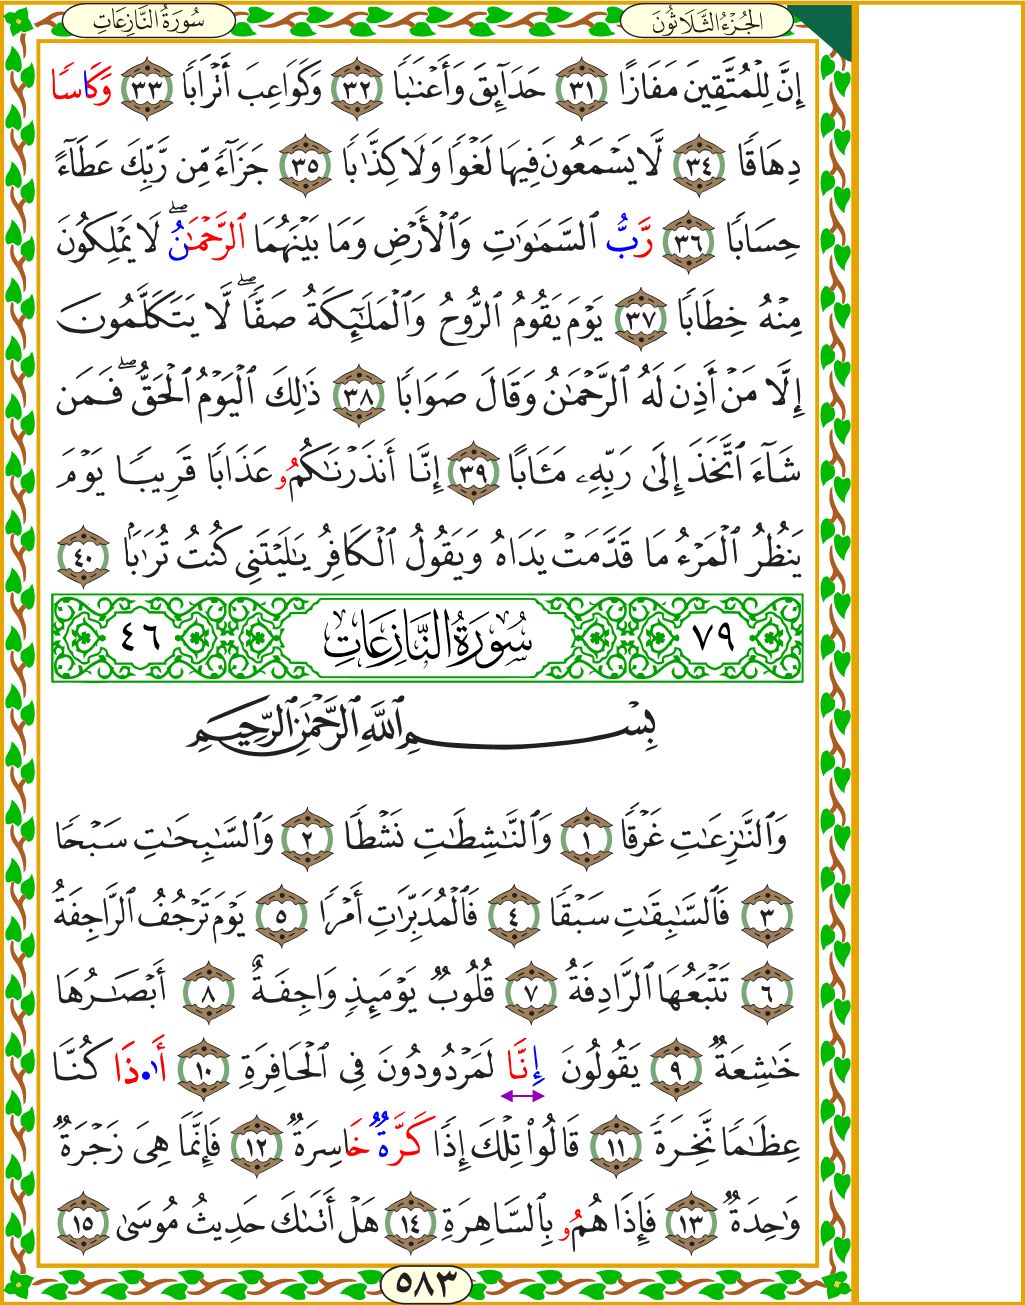 سُورَةُ النَّازِعَاتِ
الجُزْءُ الثَّلَاثُونَ
إِنَّ لِلْمُتَّقِينَ مَفَازًا ٣١ حَدَآئِقَ وَأَعْنَٰبًا ٣٢ وَكَوَاعِبَ أَتْرَابًا ٣٣ وَكَاسًا
دِهَاقًا ٣٤ لَّا يَسْمَعُونَ فِيهَا لَغْوًا وَلَا كِذَّٰبًا ٣٥ جَزَآءً مِّن رَّبِّكَ عَطَآءً
حِسَابًا ٣٦ رَّبُّ ٱلسَّمَٰوَٰتِ وَٱلْأَرْضِ وَمَا بَيْنَهُمَا ٱلرَّحْمَٰنُ ۖ لَا يَمْلِكُونَ
مِنْهُ خِطَابًا ٣٧ يَوْمَ يَقُومُ ٱلرُّوحُ وَٱلْمَلَٰٓئِكَةُ صَفًّا ۖ لَّا يَتَكَلَّمُونَ
إِلَّا مَنْ أَذِنَ لَهُ ٱلرَّحْمَٰنُ وَقَالَ صَوَابًا ٣٨ ذَٰلِكَ ٱلْيَوْمُ ٱلْحَقُّ ۖ فَمَن
شَآءَ ٱتَّخَذَ إِلَىٰ رَبِّهِۦ مَـَٔابًا ٣٩ إِنَّا أَنذَرْنَٰكُمُو عَذَابًا قَرِيبًا يَوْمَ
يَنظُرُ ٱلْمَرْءُ مَا قَدَّمَتْ يَدَاهُ وَيَقُولُ ٱلْكَافِرُ يَٰلَيْتَنِي كُنتُ تُرَٰبًا ٤٠
٧٩ سُورَةُ النَّازِعَاتِ ٤٦
بِسْمِ ٱللَّهِ ٱلرَّحْمَٰنِ ٱلرَّحِيمِ
وَٱلنَّٰزِعَٰتِ غَرْقًا ١ وَٱلنَّٰشِطَٰتِ نَشْطًا ٢ وَٱلسَّٰبِحَٰتِ سَبْحًا
٣ فَٱلسَّٰبِقَٰتِ سَبْقًا ٤ فَٱلْمُدَبِّرَٰتِ أَمْرًا ٥ يَوْمَ تَرْجُفُ ٱلرَّاجِفَةُ
٦ تَتْبَعُهَا ٱلرَّادِفَةُ ٧ قُلُوبٌ يَوْمَئِذٍ وَاجِفَةٌ ٨ أَبْصَٰرُهَا
خَٰشِعَةٌ ٩ يَقُولُونَ إِنَّا لَمَرْدُودُونَ فِي ٱلْحَافِرَةِ ١٠ أَا۬ذَا كُنَّا
عِظَٰمًا نَّخِرَةً ١١ قَالُوا۟ تِلْكَ إِذًا كَرَّةٌ خَاسِرَةٌ ١٢ فَإِنَّمَا هِيَ زَجْرَةٌ
وَٰحِدَةٌ ١٣ فَإِذَا هُمُو بِٱلسَّاهِرَةِ ١٤ هَلْ أَتَىٰكَ حَدِيثُ مُوسَىٰ ١٥
٥٨٣